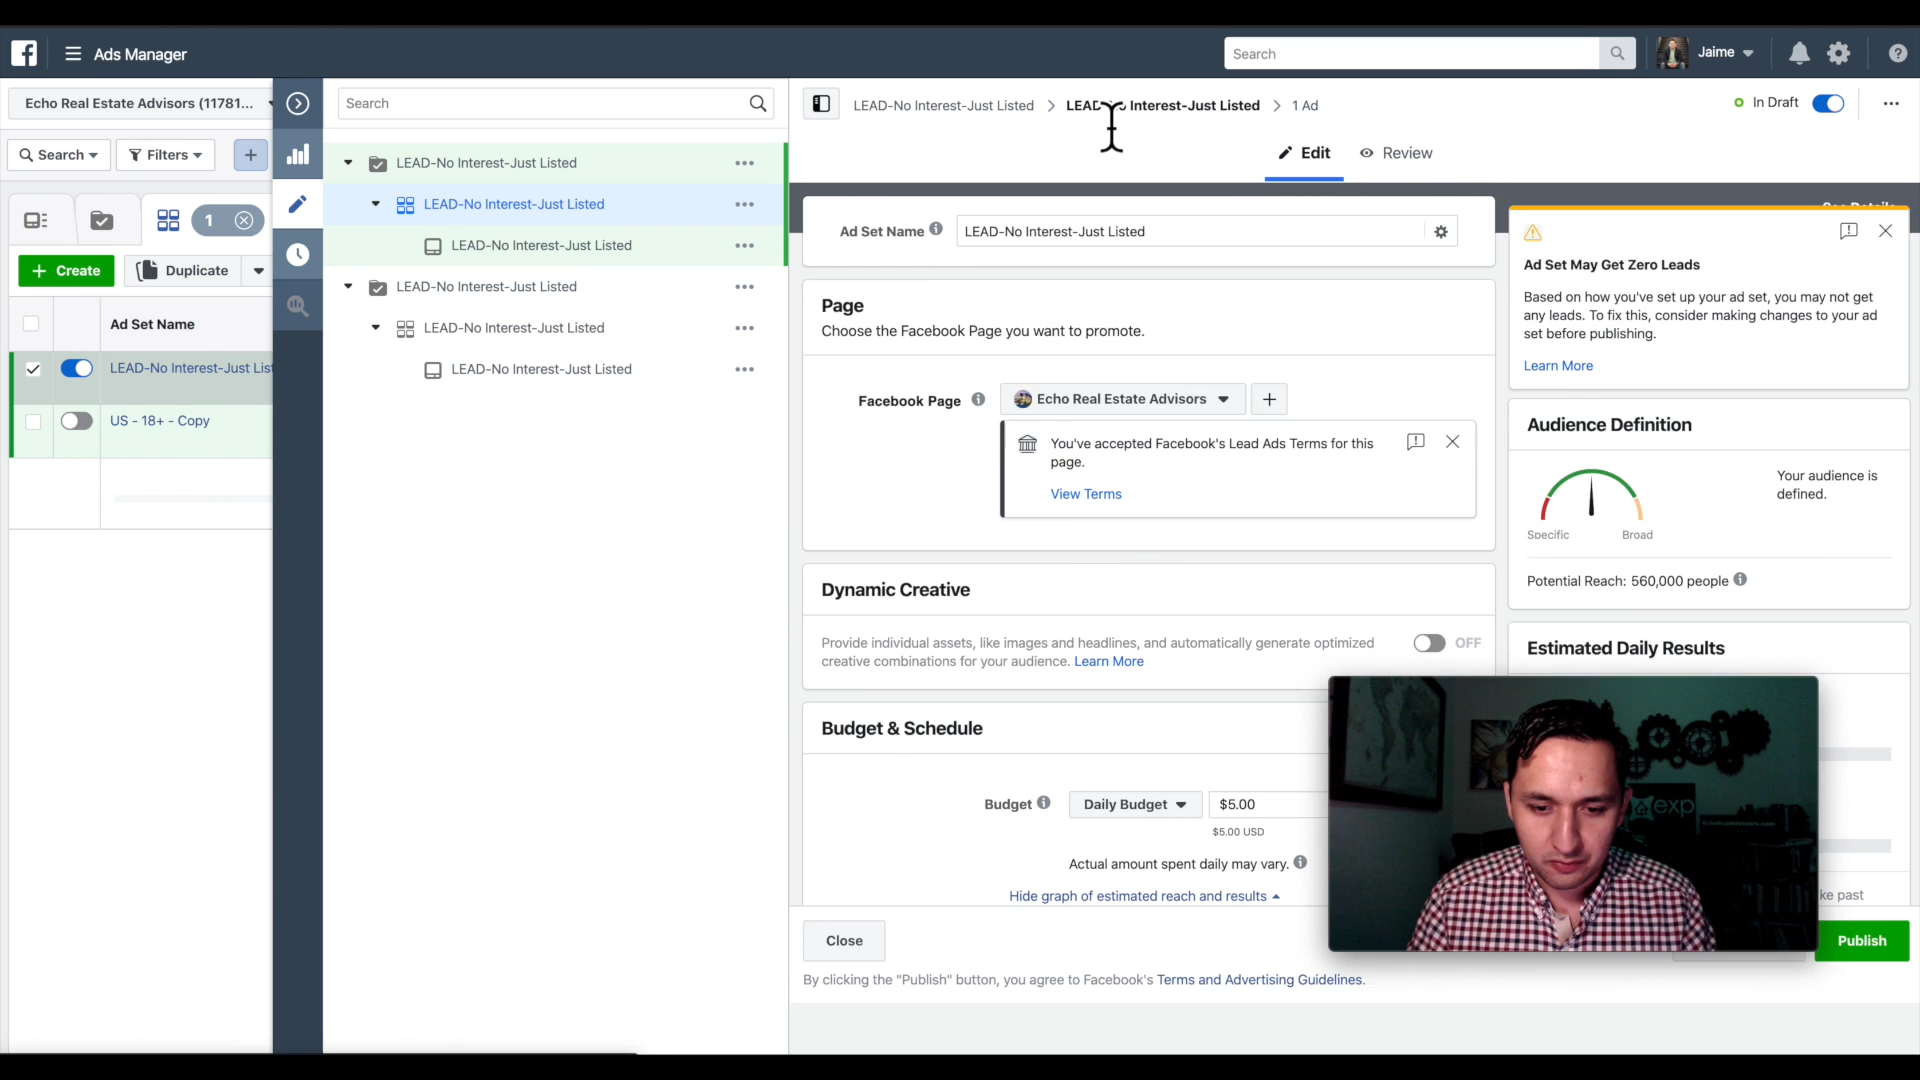 Ads Manager
Search
Jaime
Echo Real Estate Advisors (11781...
Search
LEAD-No Interest-Just Listed > LEAD-No Interest-Just Listed > 1 Ad
In Draft
Search
Filters
Edit
Review
LEAD-No Interest-Just Listed
LEAD-No Interest-Just Listed
LEAD-No Interest-Just Listed
LEAD-No Interest-Just Listed
LEAD-No Interest-Just Listed
LEAD-No Interest-Just Listed
1
Create
Duplicate
Ad Set Name
LEAD-No Interest-Just List
US - 18+ - Copy
Ad Set Name
LEAD-No Interest-Just Listed
Page
Choose the Facebook Page you want to promote.
Facebook Page
Echo Real Estate Advisors
You've accepted Facebook's Lead Ads Terms for this
page.
View Terms
Dynamic Creative
Provide individual assets, like images and headlines, and automatically generate optimized
creative combinations for your audience. Learn More
OFF
Budget & Schedule
Budget
Daily Budget
$5.00
$5.00 USD
Actual amount spent daily may vary.
Hide graph of estimated reach and results
Close
Publish
By clicking the "Publish" button, you agree to Facebook's Terms and Advertising Guidelines.
See Details
Ad Set May Get Zero Leads
Based on how you've set up your ad set, you may not get
any leads. To fix this, consider making changes to your ad
set before publishing.
Learn More
Audience Definition
Your audience is
defined.
Specific
Broad
Potential Reach: 560,000 people
Estimated Daily Results
exp
ke past